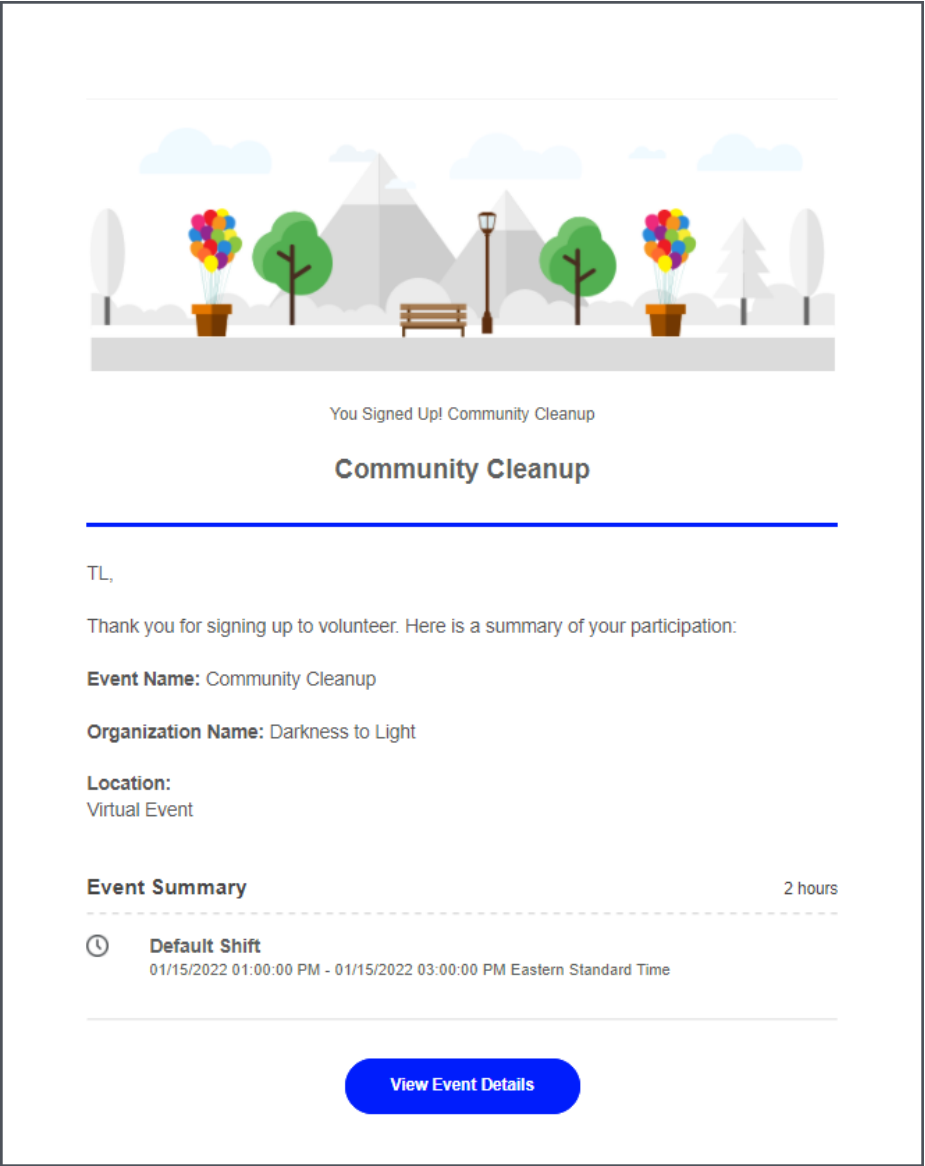 You Signed Up! Community Cleanup
Community Cleanup
TL,
Thank you for signing up to volunteer. Here is a summary of your participation:
Event Name: Community Cleanup
Organization Name: Darkness to Light
Location:
Virtual Event
Event Summary 2 hours
Default Shift
01/15/2022 01:00:00 PM - 01/15/2022 03:00:00 PM Eastern Standard Time
View Event Details